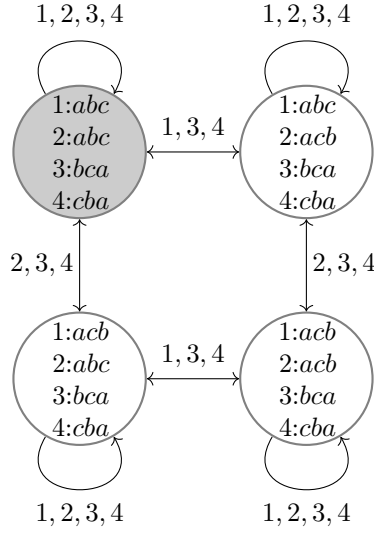 1, 2, 3, 4
1, 2, 3, 4
1:abc
2:abc
3:bca
4:cba
1, 3, 4
1:abc
2:acb
3:bca
4:cba
2, 3, 4
2, 3, 4
1:acb
2:abc
3:bca
4:cba
1, 3, 4
1:acb
2:acb
3:bca
4:cba
1, 2, 3, 4
1, 2, 3, 4